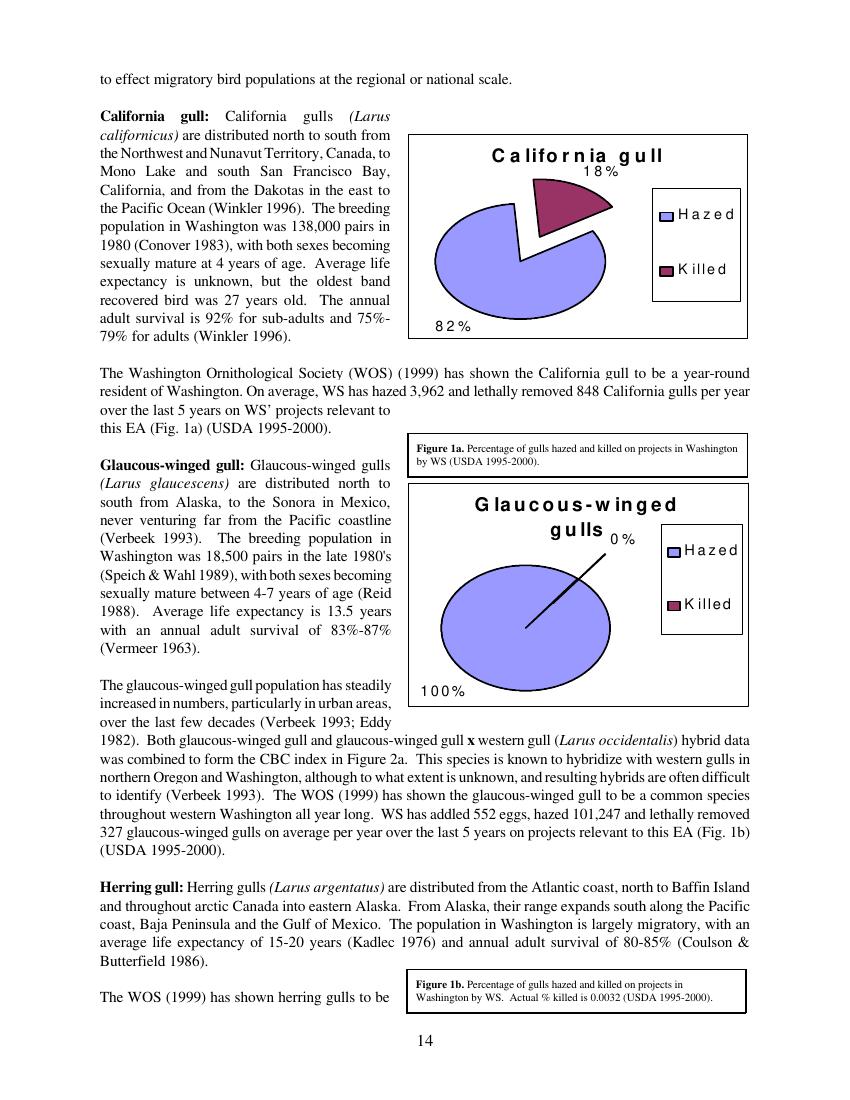 to effect migratory bird populations at the regional or national scale.
California gull: California gulls (Larus
californicus) are distributed north to south from
the Northwest and Nunavut Territory, Canada, to
Mono Lake and south San Francisco Bay,
California, and from the Dakotas in the east to
the Pacific Ocean (Winkler 1996). The breeding
population in Washington was 138,000 pairs in
1980 (Conover 1983), with both sexes becoming
sexually mature at 4 years of age. Average life
expectancy is unknown, but the oldest band
recovered bird was 27 years old. The annual
adult survival is 92% for sub-adults and 75%-
79% for adults (Winkler 1996).
California gull
18%
Hazed
Killed
82%
The Washington Ornithological Society (WOS) (1999) has shown the California gull to be a year-round
resident of Washington. On average, WS has hazed 3,962 and lethally removed 848 California gulls per year
over the last 5 years on WS' projects relevant to
this EA (Fig. 1a) (USDA 1995-2000).
Figure 1a. Percentage of gulls hazed and killed on projects in Washington
by WS (USDA 1995-2000).
Glaucous-winged gull: Glaucous-winged gulls
(Larus glaucescens) are distributed north to
south from Alaska, to the Sonora in Mexico,
never venturing far from the Pacific coastline
(Verbeek 1993). The breeding population in
Washington was 18,500 pairs in the late 1980's
(Speich & Wahl 1989), with both sexes becoming
sexually mature between 4-7 years of age (Reid
1988). Average life expectancy is 13.5 years
with an annual adult survival of 83%-87%
(Vermeer 1963).
Glaucous-winged
gulls
0%
Hazed
Killed
100%
The glaucous-winged gull population has steadily
increased in numbers, particularly in urban areas,
over the last few decades (Verbeek 1993; Eddy
1982). Both glaucous-winged gull and glaucous-winged gull x western gull (Larus occidentalis) hybrid data
was combined to form the CBC index in Figure 2a. This species is known to hybridize with western gulls in
northern Oregon and Washington, although to what extent is unknown, and resulting hybrids are often difficult
to identify (Verbeek 1993). The WOS (1999) has shown the glaucous-winged gull to be a common species
throughout western Washington all year long. WS has addled 552 eggs, hazed 101,247 and lethally removed
327 glaucous-winged gulls on average per year over the last 5 years on projects relevant to this EA (Fig. 1b)
(USDA 1995-2000).
Herring gull: Herring gulls (Larus argentatus) are distributed from the Atlantic coast, north to Baffin Island
and throughout arctic Canada into eastern Alaska. From Alaska, their range expands south along the Pacific
coast, Baja Peninsula and the Gulf of Mexico. The population in Washington is largely migratory, with an
average life expectancy of 15-20 years (Kadlec 1976) and annual adult survival of 80-85% (Coulson &
Butterfield 1986).
The WOS (1999) has shown herring gulls to be
Figure 1b. Percentage of gulls hazed and killed on projects in
Washington by WS. Actual % killed is 0.0032 (USDA 1995-2000).
14